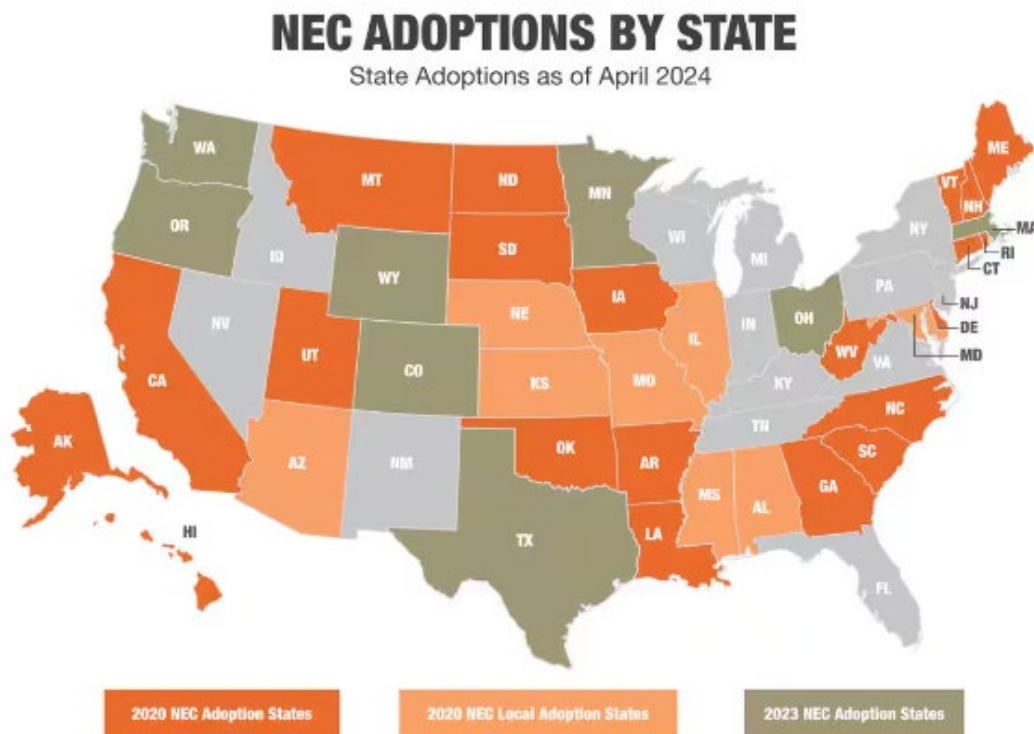 NEC ADOPTIONS BY STATE
State Adoptions as of April 2024
WA
MT
ND
MN
ME
VT
NH
OR
ID
SD
WI
NY
MA
RI
CT
MI
WY
IA
PA
NJ
NE
NV
UT
CO
IL
IN
OH
DE
MD
WV
VA
CA
KS
MO
KY
NC
TN
AK
AZ
NM
OK
AR
SC
MS
AL
GA
HI
TX
LA
FL
2020 NEC Adoption States
2020 NEC Local Adoption States
2023 NEC Adoption States